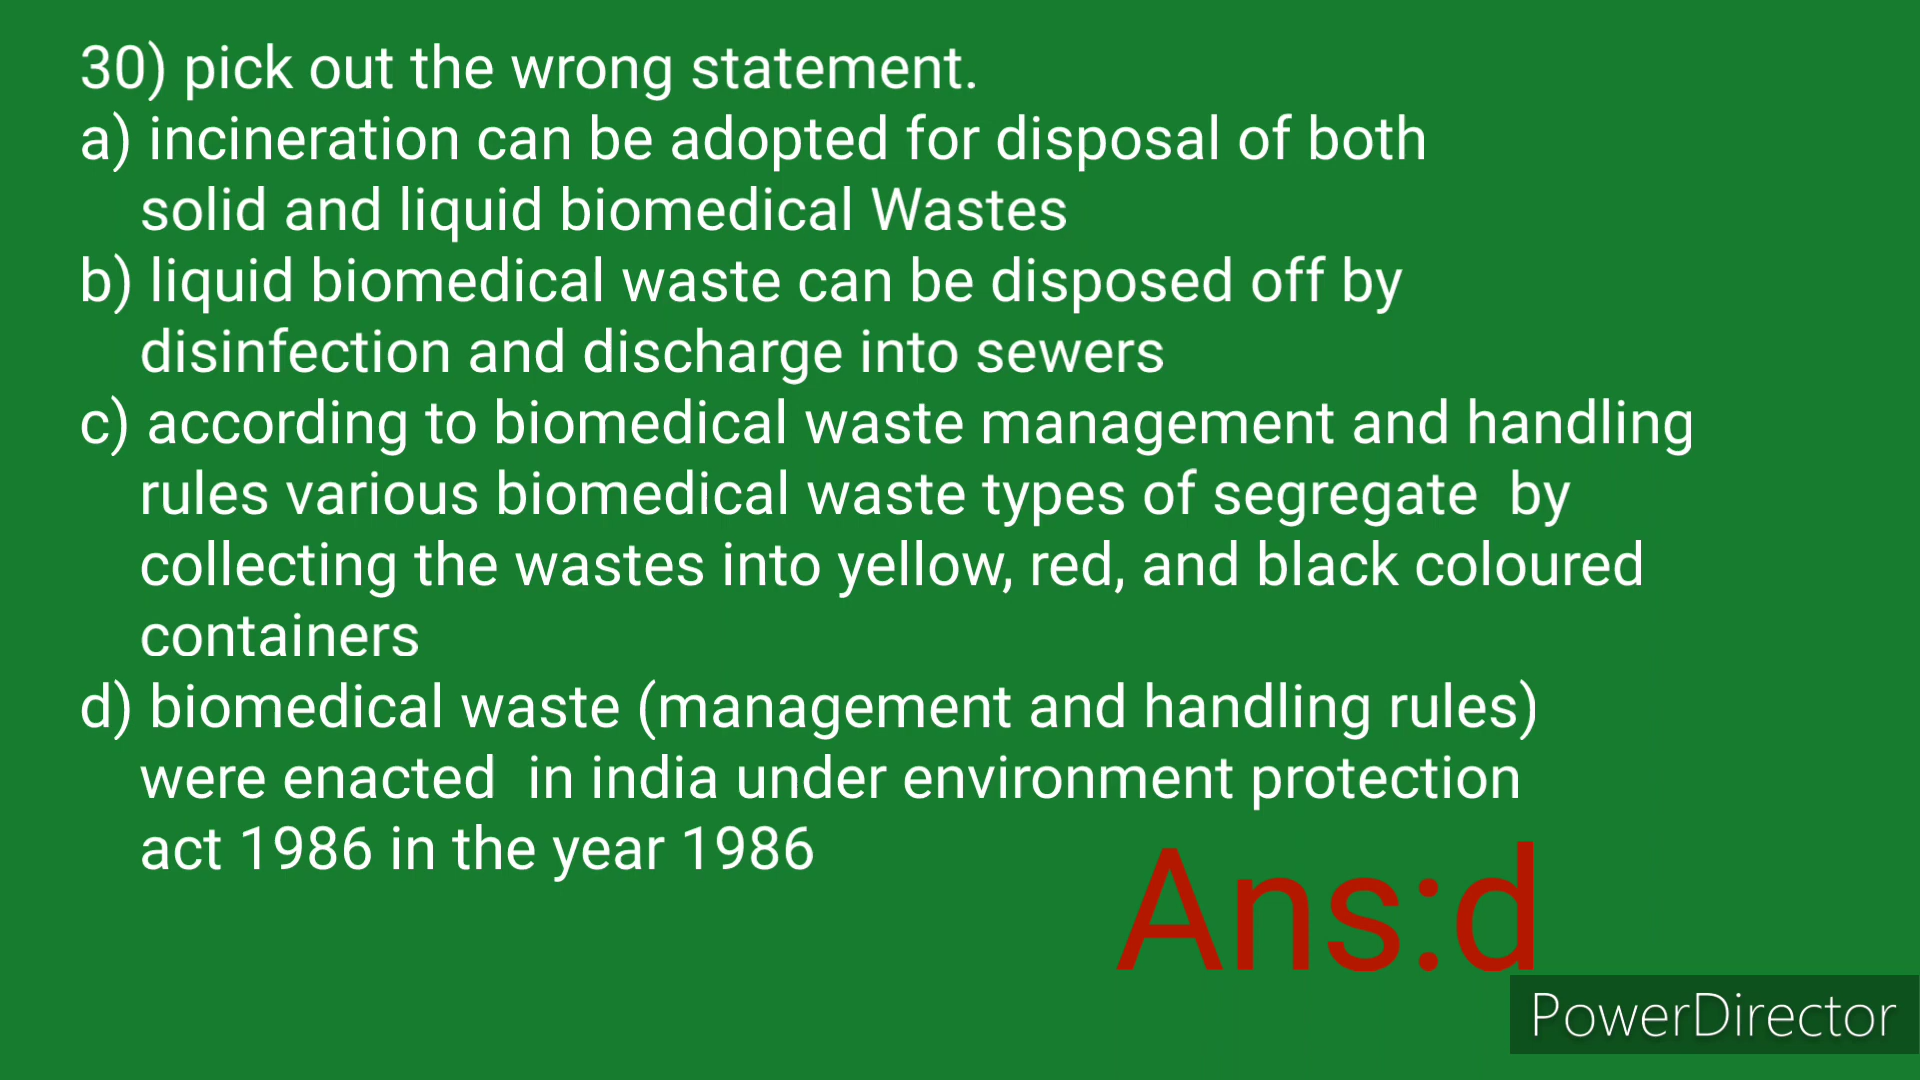 30) pick out the wrong statement.
a) incineration can be adopted for disposal of both
solid and liquid biomedical Wastes
b) liquid biomedical waste can be disposed off by
disinfection and discharge into sewers
c) according to biomedical waste management and handling
rules various biomedical waste types of segregate  by
collecting the wastes into yellow, red, and black coloured
containers
d) biomedical waste (management and handling rules)
were enacted  in india under environment protection
act 1986 in the year 1986
Ans:d
PowerDirector